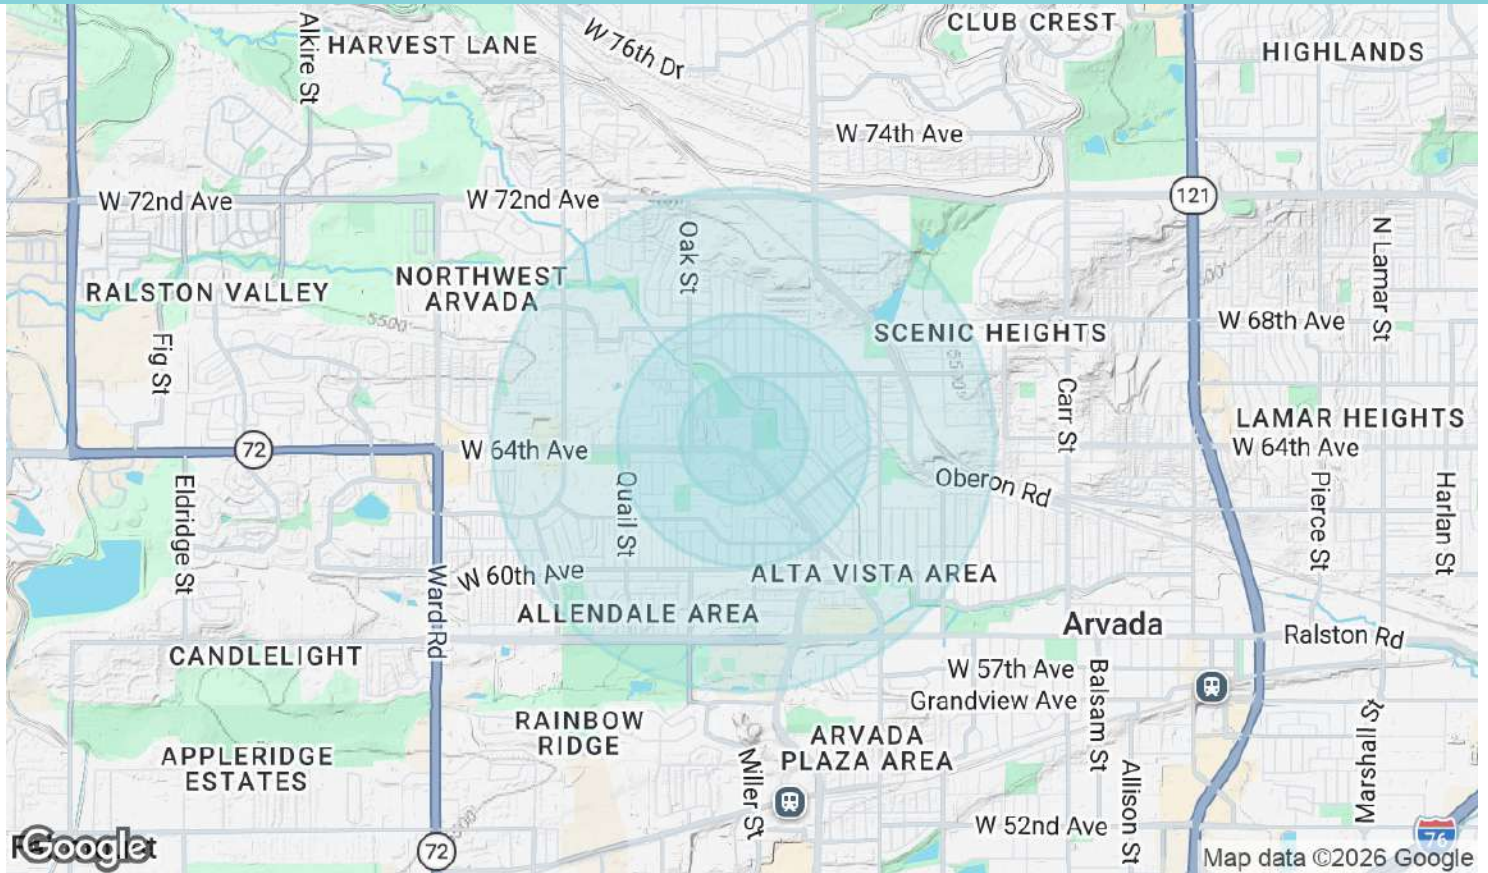 CLUB CREST
HARVEST LANE
Alkire St
W 76th Dr
HIGHLANDS
W 74th Ave
W 72nd Ave
W 72nd Ave
121
Oak St
N Lamar St
NORTHWEST
ARVADA
RALSTON VALLEY
5500'
Fig St
SCENIC HEIGHTS
W 68th Ave
5500'
Carr St
LAMAR HEIGHTS
W 64th Ave
72
W 64th Ave
Eldridge St
Quail St
Oberon Rd
Pierce St
Harlan St
W 60th Ave
ALTA VISTA AREA
Ward Rd
ALLENDALE AREA
Arvada
Ralston Rd
CANDLELIGHT
W 57th Ave
Grandview Ave
Balsam St
RAINBOW
RIDGE
ARVADA
PLAZA AREA
Marshall St
APPLERIDGE
ESTATES
Miller St
Allison St
W 52nd Ave
76
72
Google
Map data ©2026 Google